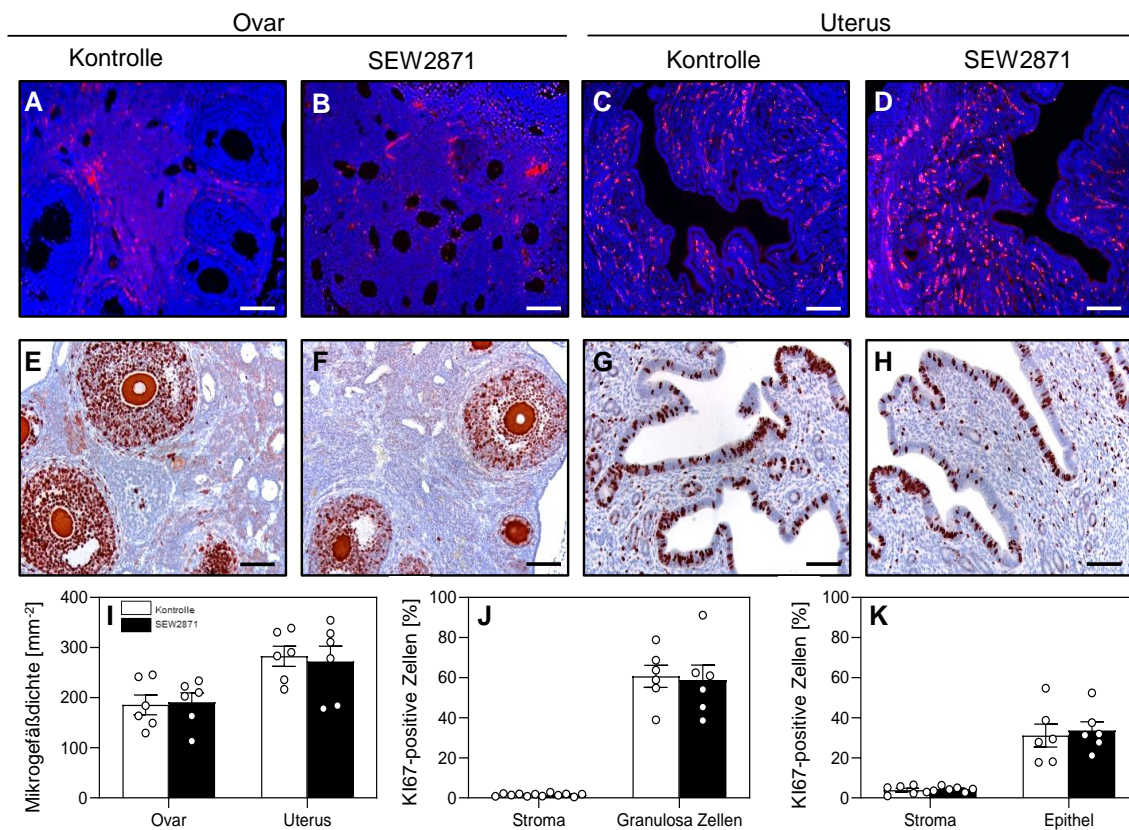 Ovar
Uterus
Kontrolle
SEW2871
Kontrolle
SEW2871
A
B
C
D
E
F
G
H
I
Kontrolle
SEW2871
Mikrogefäßdichte [mm-2]
400
300
200
100
0
Ovar
Uterus
J
KI67-positive Zellen [%]
100
80
60
40
20
0
Stroma
Granulosa Zellen
K
KI67-positive Zellen [%]
100
80
60
40
20
0
Stroma
Epithel